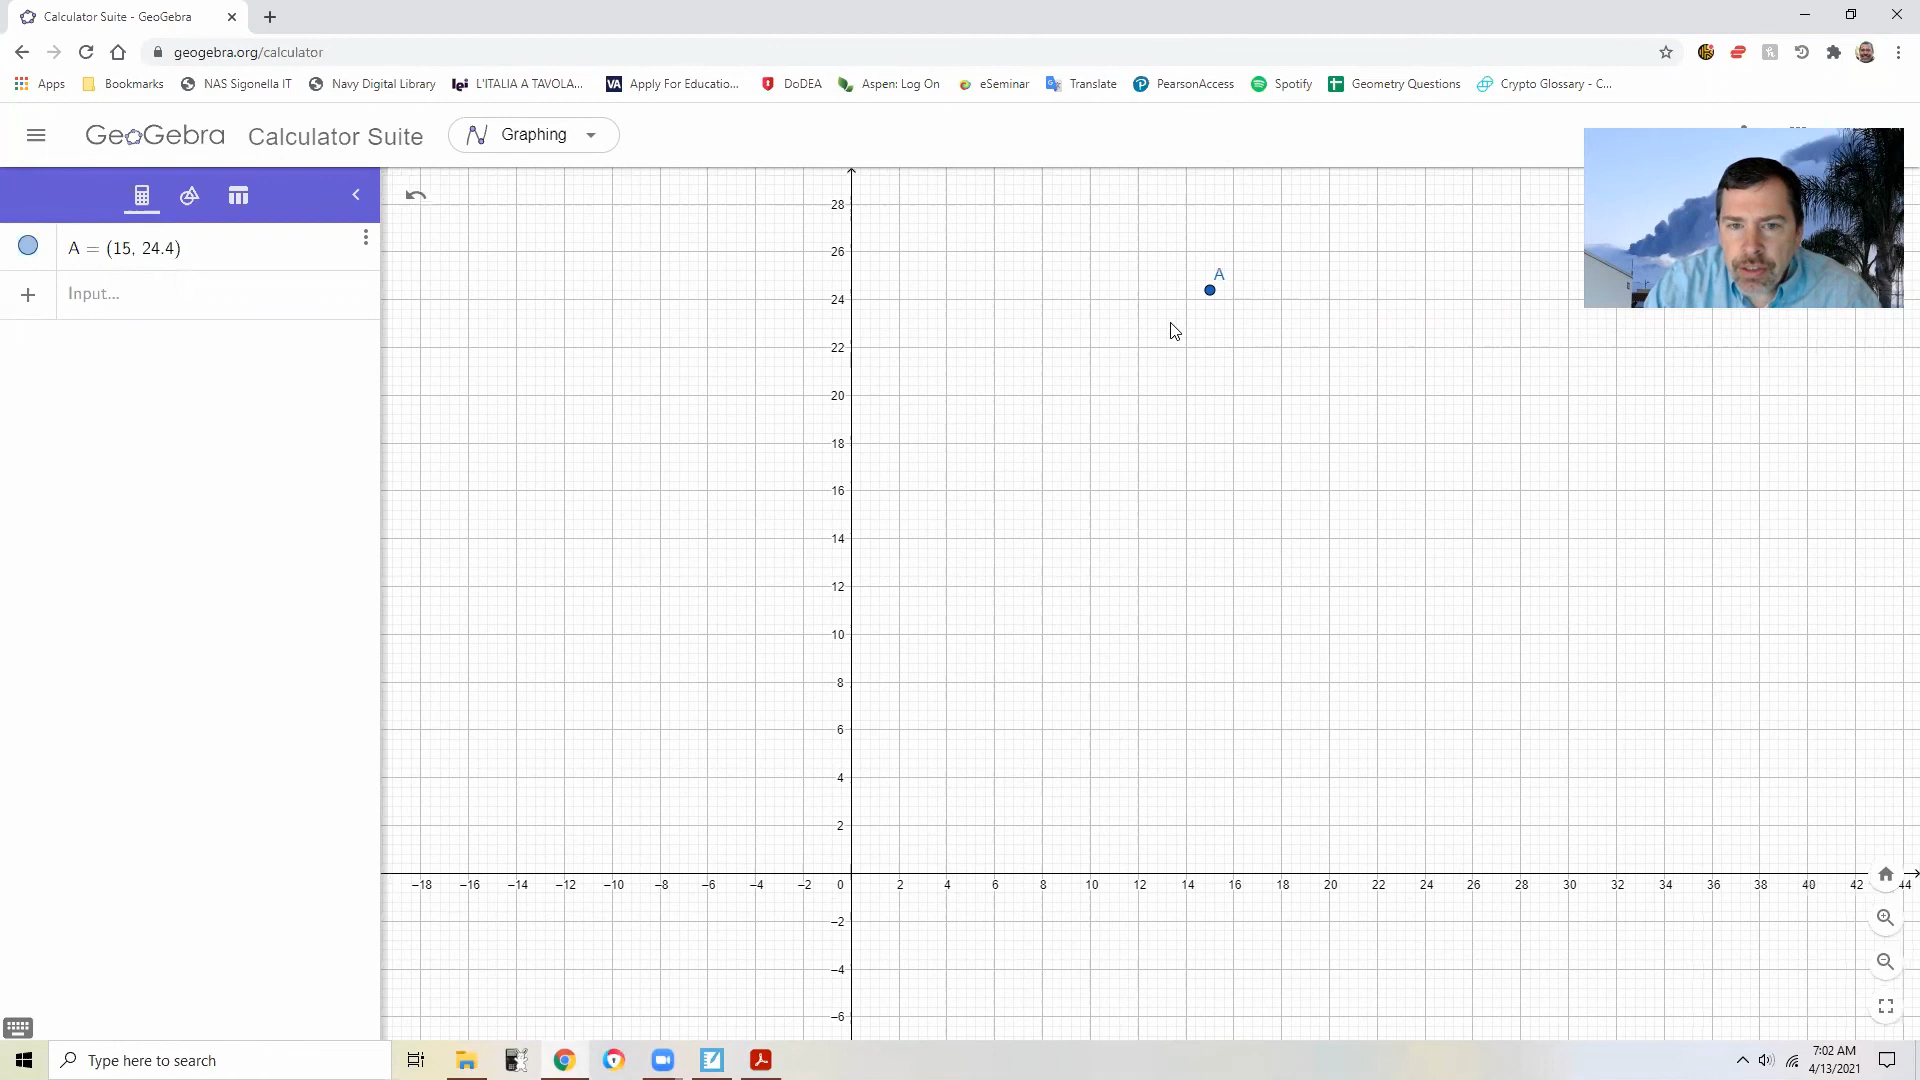 Calculator Suite - GeoGebra
geogebra.org/calculator
Apps Bookmarks NAS Sigonella IT Navy Digital Library L'ITALIA A TAVOLA... Apply For Educatio... DoDEA Aspen: Log On eSeminar Translate PearsonAccess Spotify Geometry Questions Crypto Glossary - C...
GeoGebra Calculator Suite Graphing
A = (15, 24.4)
Input...
28
26
A
24
22
20
18
16
14
12
10
8
6
4
2
−18 −16 −14 −12 −10 −8 −6 −4 −2 0 2 4 6 8 10 12 14 16 18 20 22 24 26 28 30 32 34 36 38 40 42 44
−2
−4
−6
Type here to search
7:02 AM
4/13/2021